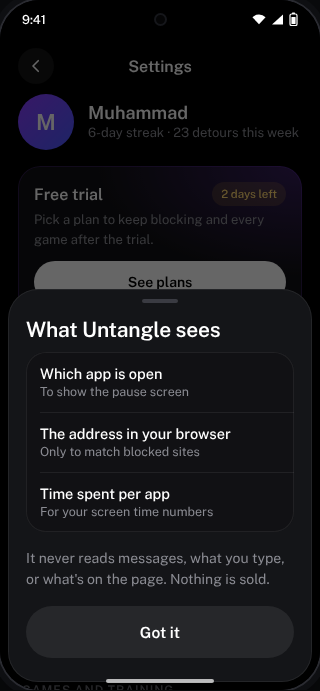 9:41
Settings
M
Muhammad
6-day streak · 23 detours this week
Free trial
2 days left
Pick a plan to keep blocking and every
game after the trial.
See plans
What Untangle sees
Which app is open
To show the pause screen
The address in your browser
Only to match blocked sites
Time spent per app
For your screen time numbers
It never reads messages, what you type,
or what's on the page. Nothing is sold.
Got it
GAMES AND TRAINING